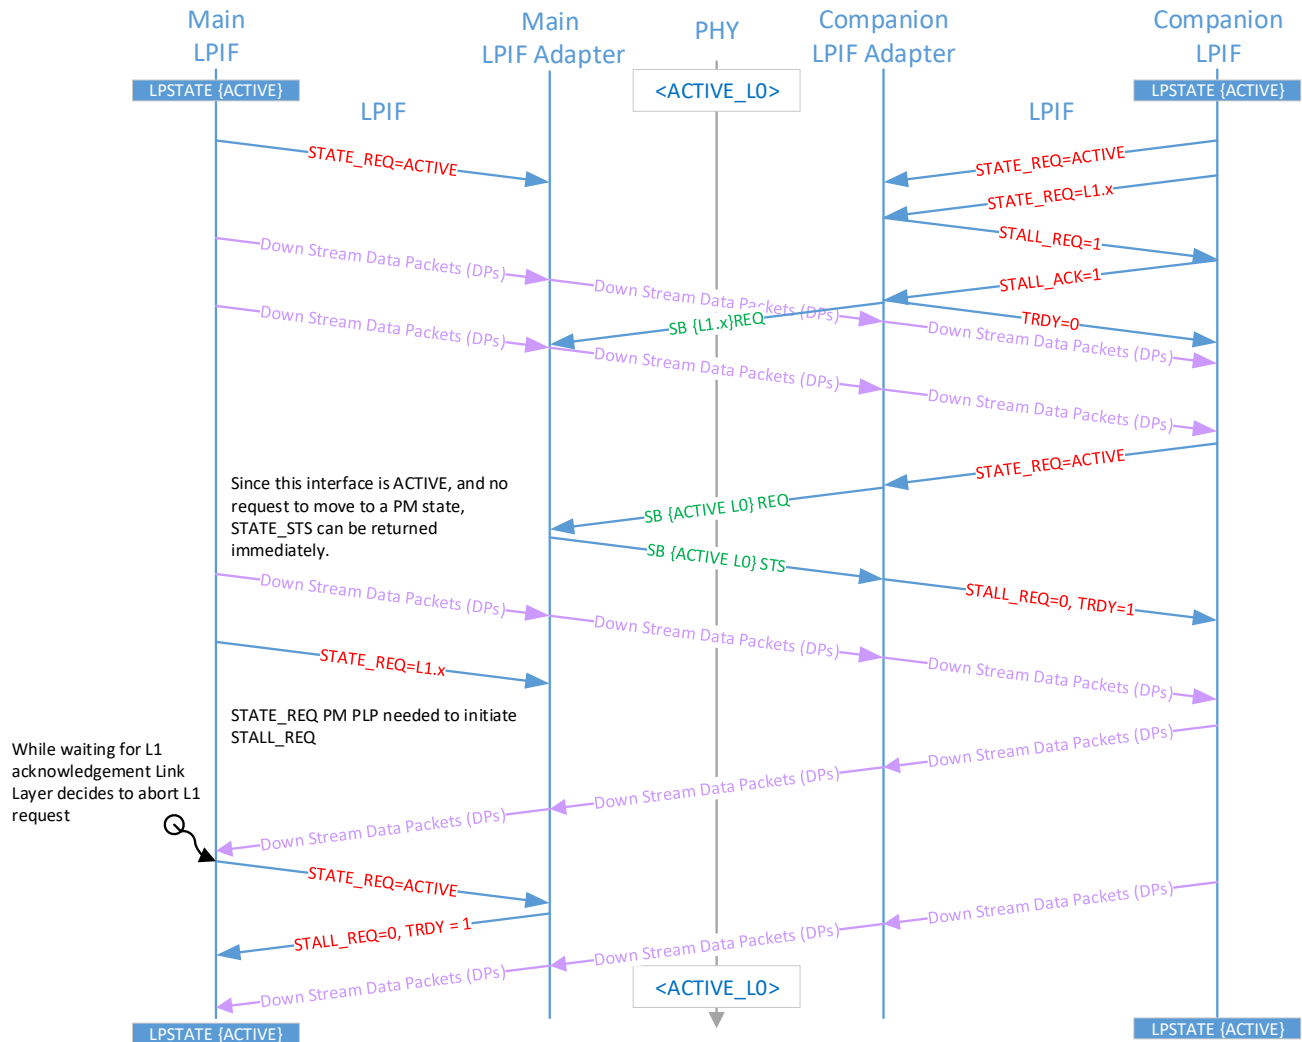 Main
LPIF
Main
LPIF Adapter
PHY
Companion
LPIF Adapter
Companion
LPIF
LPSTATE {ACTIVE}
<ACTIVE_L0>
LPSTATE {ACTIVE}
LPIF
LPIF
STATE_REQ=ACTIVE
STATE_REQ=ACTIVE
STATE_REQ=L1.x
STALL_REQ=1
Down Stream Data Packets (DPs)
Down Stream Data Packets (DPs)
STALL_ACK=1
Down Stream Data Packets (DPs)
SB {L1.x}REQ
TRDY=0
Down Stream Data Packets (DPs)
Down Stream Data Packets (DPs)
Down Stream Data Packets (DPs)
STATE_REQ=ACTIVE
Since this interface is ACTIVE, and no
request to move to a PM state,
STATE_STS can be returned
immediately.
SB {ACTIVE L0} REQ
SB {ACTIVE L0} STS
Down Stream Data Packets (DPs)
STALL_REQ=0, TRDY=1
Down Stream Data Packets (DPs)
STATE_REQ=L1.x
Down Stream Data Packets (DPs)
STATE_REQ PM PLP needed to initiate
STALL_REQ
While waiting for L1
acknowledgement Link
Layer decides to abort L1
request
Down Stream Data Packets (DPs)
Down Stream Data Packets (DPs)
Down Stream Data Packets (DPs)
STATE_REQ=ACTIVE
Down Stream Data Packets (DPs)
STALL_REQ=0, TRDY = 1
Down Stream Data Packets (DPs)
Down Stream Data Packets (DPs)
<ACTIVE_L0>
LPSTATE {ACTIVE}
LPSTATE {ACTIVE}